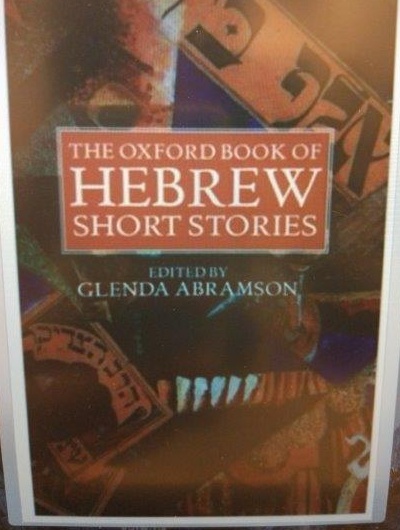 THE OXFORD BOOK OF
HEBREW
SHORT STORIES
EDITED BY
GLENDA ABRAMSON